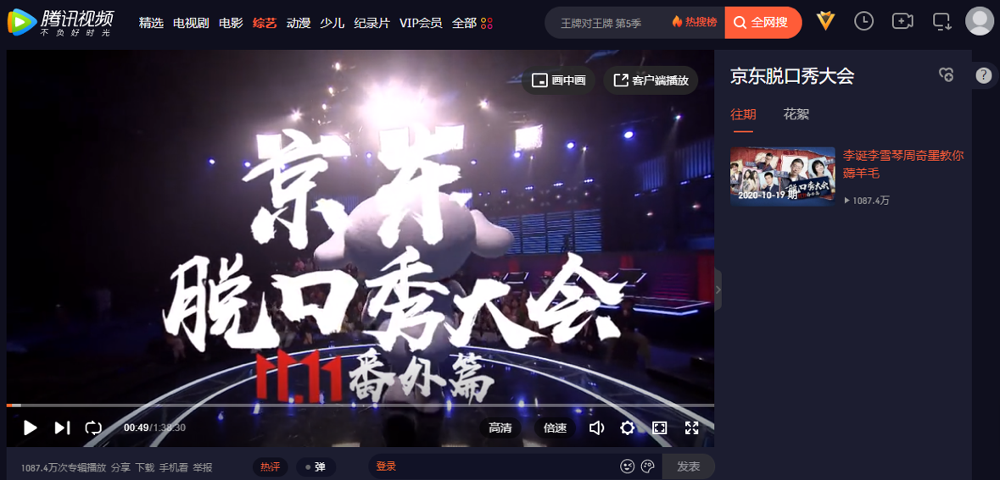 腾讯视频
不负好时光
精选 电视剧 电影 综艺 动漫 少儿 纪录片 VIP会员 全部
王牌对王牌 第5季 热搜榜 全网搜
画中画 客户端播放
京东
脱口秀大会
11.11番外篇
00:49/1:38:30 高清 倍速
1087.4万次专辑播放 分享 下载 手机看 举报 热评 弹 登录 发表
京东脱口秀大会
?
往期 花絮
脱口秀大会
2020-10-19 期
李诞李雪琴周奇墨教你
薅羊毛
1087.4万